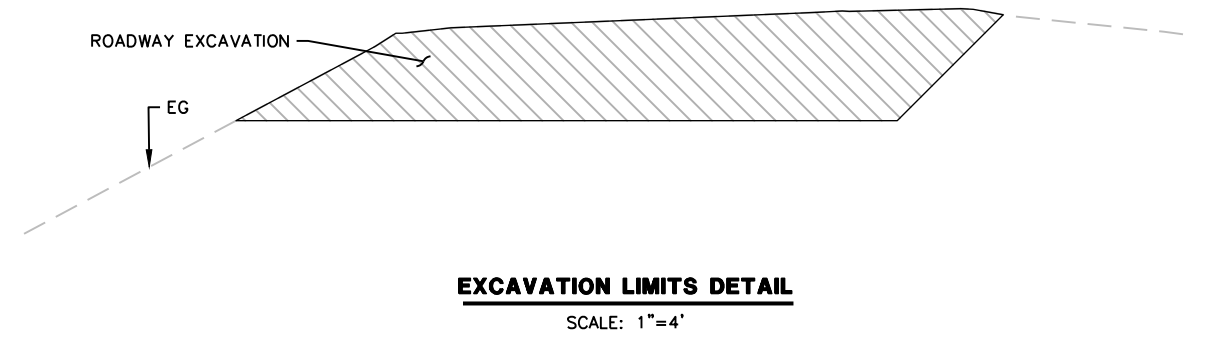 ROADWAY EXCAVATION
EG
EXCAVATION LIMITS DETAIL
SCALE: 1"=4'